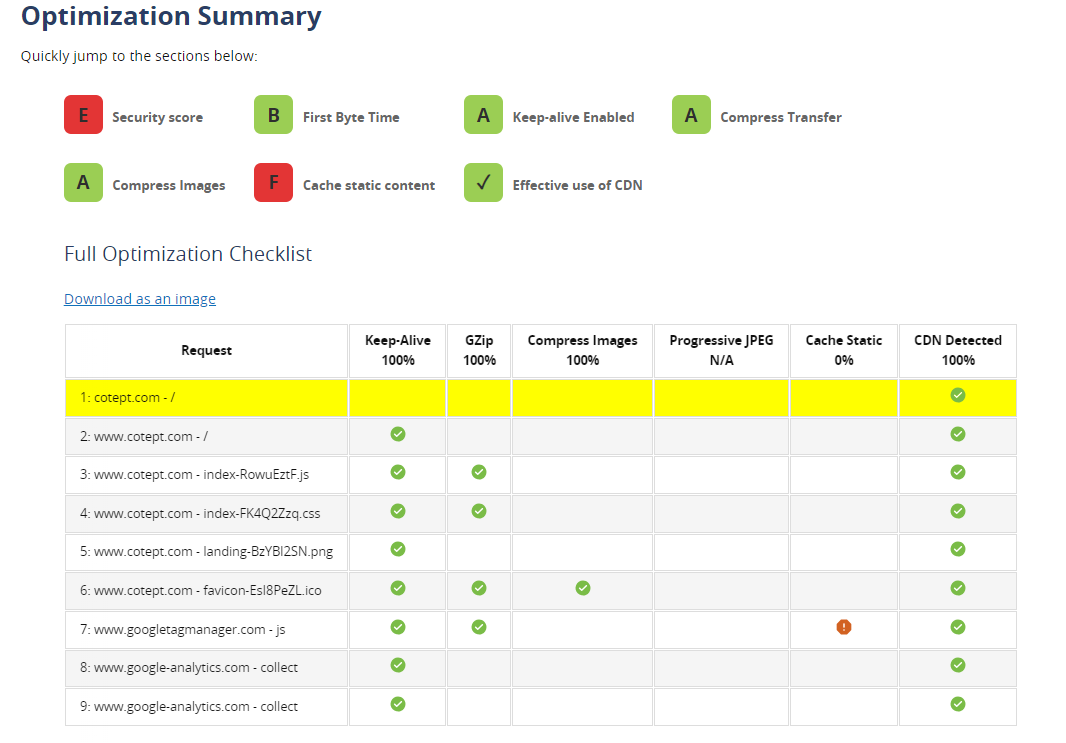 Optimization Summary
Quickly jump to the sections below:
E Security score B First Byte Time A Keep-alive Enabled A Compress Transfer
A Compress Images F Cache static content ✓ Effective use of CDN
Full Optimization Checklist
Download as an image
Request Keep-Alive 100% GZip 100% Compress Images 100% Progressive JPEG N/A Cache Static 0% CDN Detected 100%
1: cotept.com - /
2: www.cotept.com - /
3: www.cotept.com - index-RowuEztF.js
4: www.cotept.com - index-FK4Q2Zzq.css
5: www.cotept.com - landing-BzYBl2SN.png
6: www.cotept.com - favicon-Esl8PeZL.ico
7: www.googletagmanager.com - js
8: www.google-analytics.com - collect
9: www.google-analytics.com - collect